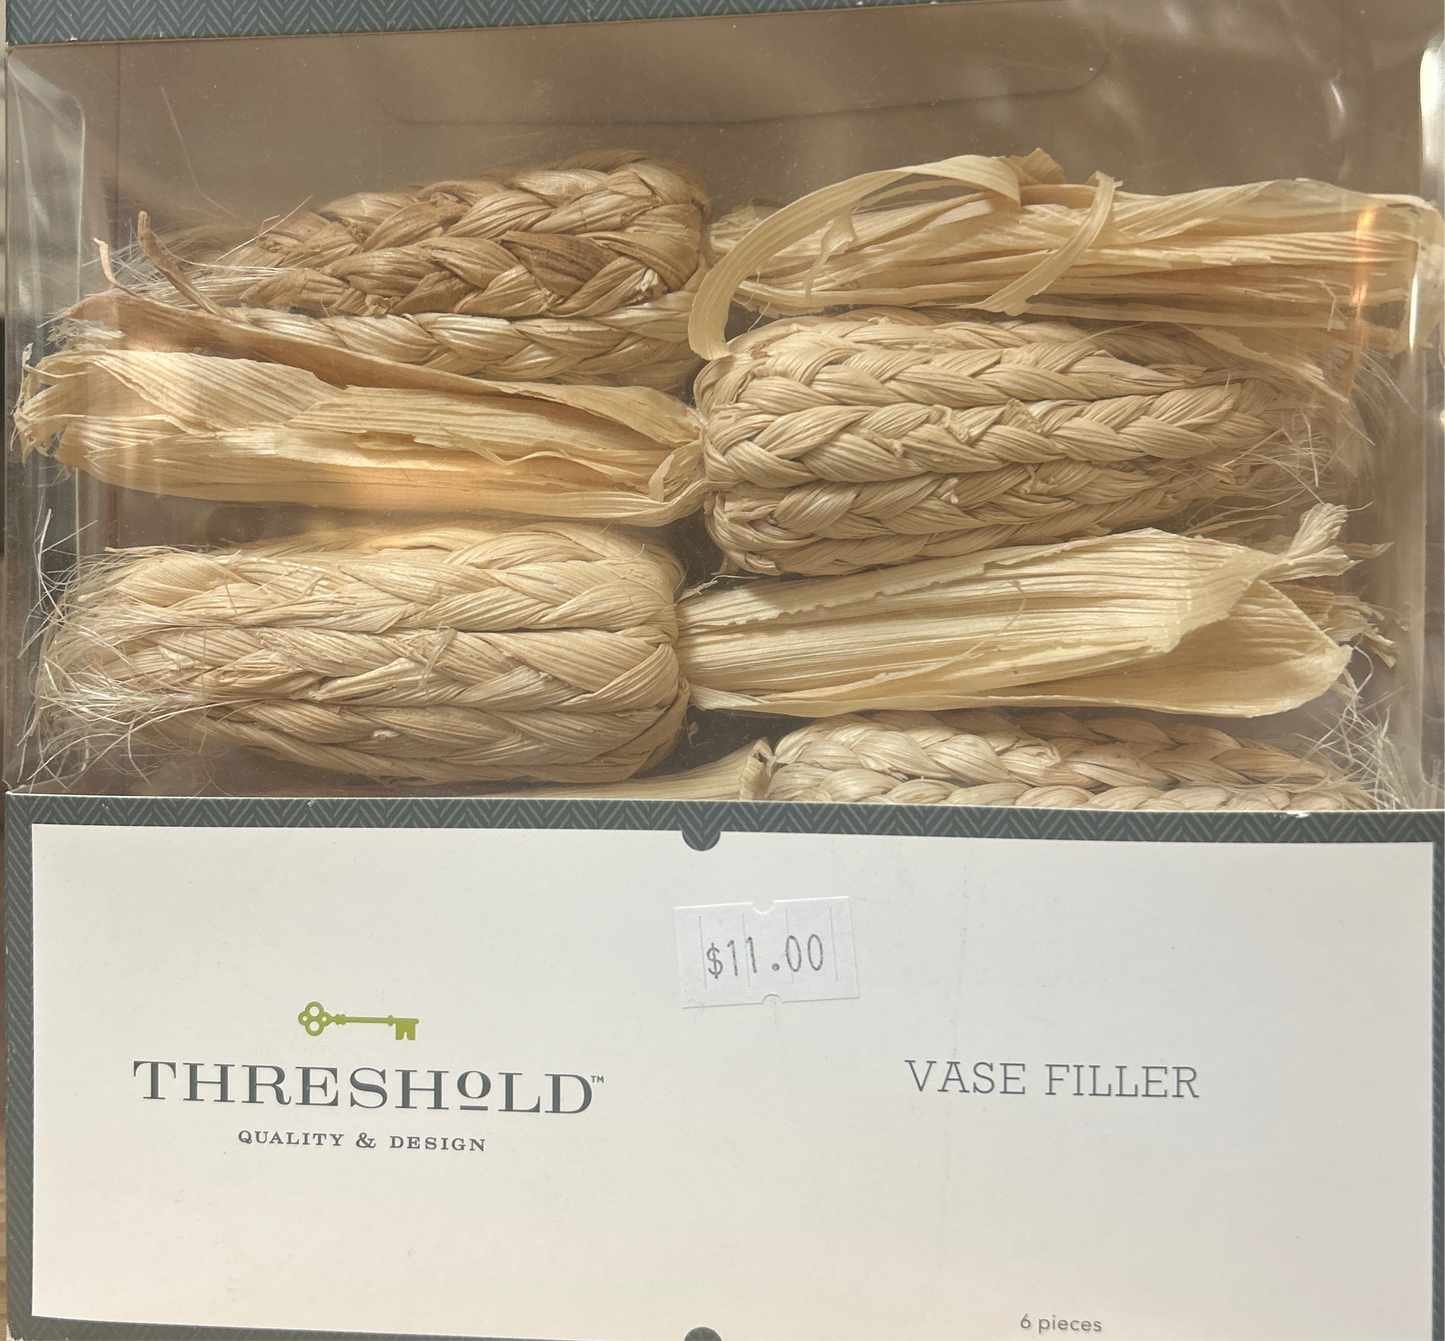 $11.00
THRESHOLD™
QUALITY & DESIGN
VASE FILLER
6 pieces